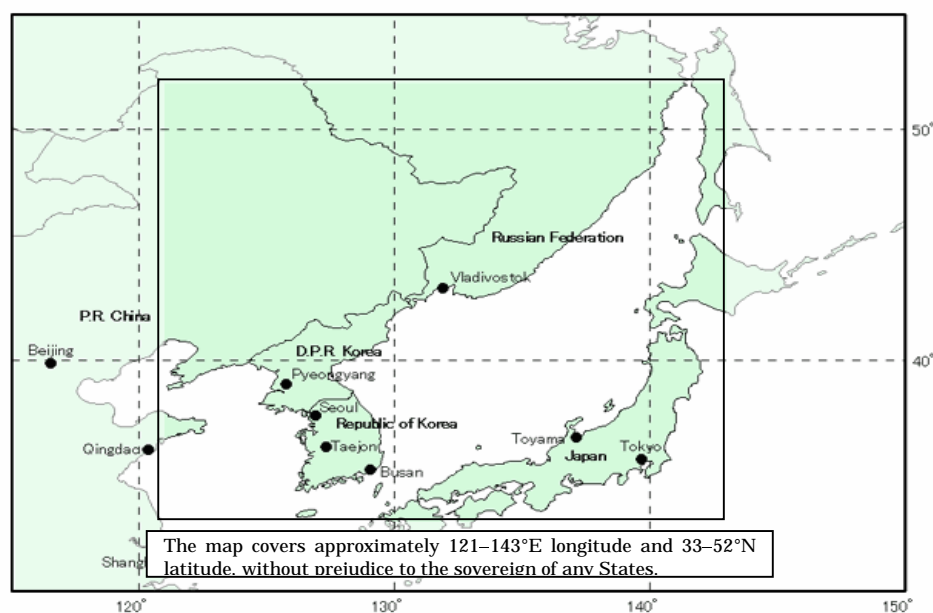 50°
Russian Federation
Vladivostok
P.R. China
Beijing
D.P.R. Korea
40°
Pyeongyang
Seoul
Republic of Korea
Toyama
Tokyo
Qingdao
Taejon
Japan
Busan
The map covers approximately 121–143°E longitude and 33–52°N
latitude, without prejudice to the sovereign of any States.
Shang
120°
130°
140°
150°